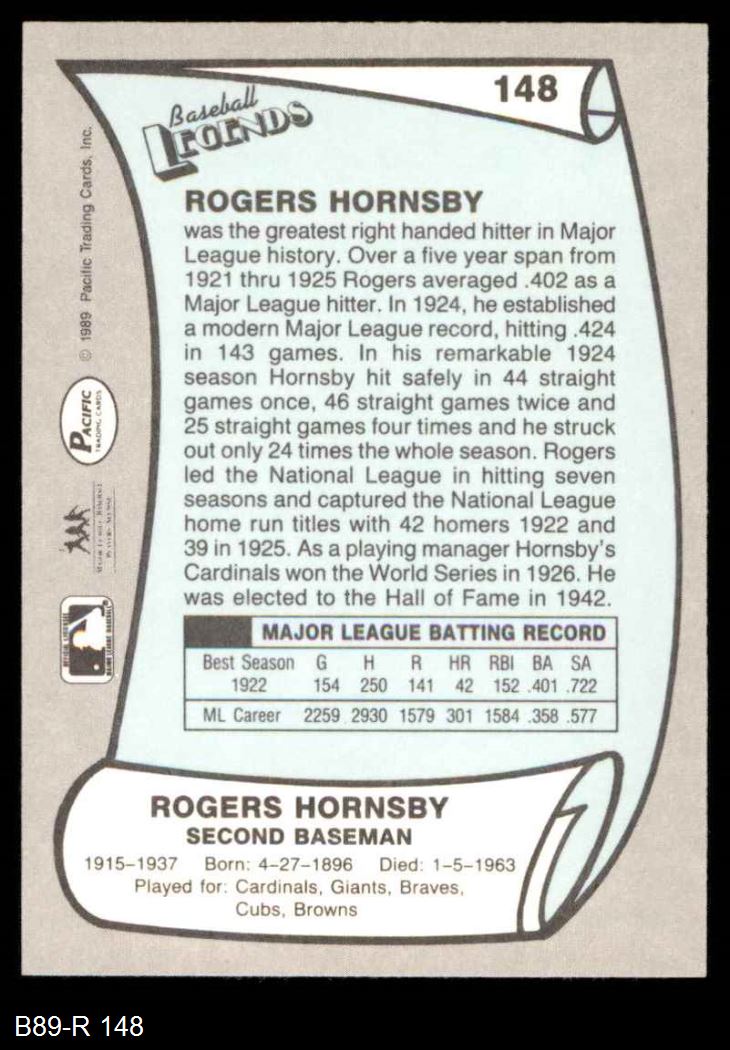 148
Baseball
LEGENDS
ROGERS HORNSBY
was the greatest right handed hitter in Major
League history. Over a five year span from
1921 thru 1925 Rogers averaged .402 as a
Major League hitter. In 1924, he established
a modern Major League record, hitting .424
in 143 games. In his remarkable 1924
season Hornsby hit safely in 44 straight
games once, 46 straight games twice and
25 straight games four times and he struck
out only 24 times the whole season. Rogers
led the National League in hitting seven
seasons and captured the National League
home run titles with 42 homers 1922 and
39 in 1925. As a playing manager Hornsby's
Cardinals won the World Series in 1926. He
was elected to the Hall of Fame in 1942.
MAJOR LEAGUE BATTING RECORD
Best Season G H R HR RBI BA SA
1922 154 250 141 42 152 .401 .722
ML Career 2259 2930 1579 301 1584 .358 .577
ROGERS HORNSBY
SECOND BASEMAN
1915–1937 Born: 4-27-1896 Died: 1-5-1963
Played for: Cardinals, Giants, Braves,
Cubs, Browns
© 1989 Pacific Trading Cards, Inc.
PACIFIC
TRADING CARDS
B89-R 148